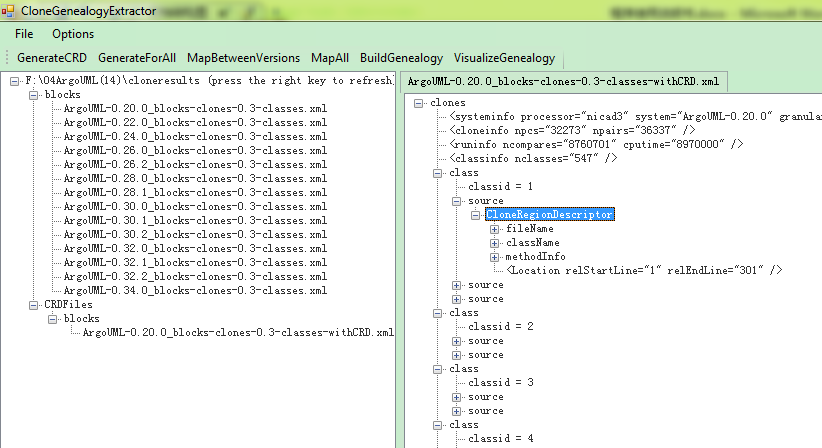 CloneGenealogyExtractor
File Options
GenerateCRD GenerateForAll MapBetweenVersions MapAll BuildGenealogy VisualizeGenealogy
F:\04ArgoUML(14)\cloneresults (press the right key to refresh)
blocks
ArgoUML-0.20.0_blocks-clones-0.3-classes.xml
ArgoUML-0.22.0_blocks-clones-0.3-classes.xml
ArgoUML-0.24.0_blocks-clones-0.3-classes.xml
ArgoUML-0.26.0_blocks-clones-0.3-classes.xml
ArgoUML-0.26.2_blocks-clones-0.3-classes.xml
ArgoUML-0.28.0_blocks-clones-0.3-classes.xml
ArgoUML-0.28.1_blocks-clones-0.3-classes.xml
ArgoUML-0.30.0_blocks-clones-0.3-classes.xml
ArgoUML-0.30.1_blocks-clones-0.3-classes.xml
ArgoUML-0.30.2_blocks-clones-0.3-classes.xml
ArgoUML-0.32.0_blocks-clones-0.3-classes.xml
ArgoUML-0.32.1_blocks-clones-0.3-classes.xml
ArgoUML-0.32.2_blocks-clones-0.3-classes.xml
ArgoUML-0.34.0_blocks-clones-0.3-classes.xml
CRDFiles
blocks
ArgoUML-0.20.0_blocks-clones-0.3-classes-withCRD.xml
ArgoUML-0.20.0_blocks-clones-0.3-classes-withCRD.xml
clones
<systeminfo processor="nicad3" system="ArgoUML-0.20.0" granula
<cloneinfo npcs="32273" npairs="36337" />
<runinfo ncompares="8760701" cputime="8970000" />
<classinfo nclasses="547" />
class
classid = 1
source
CloneRegionDescriptor
fileName
className
methodInfo
<Location relStartLine="1" relEndLine="301" />
source
source
class
classid = 2
source
source
class
classid = 3
source
source
class
classid = 4